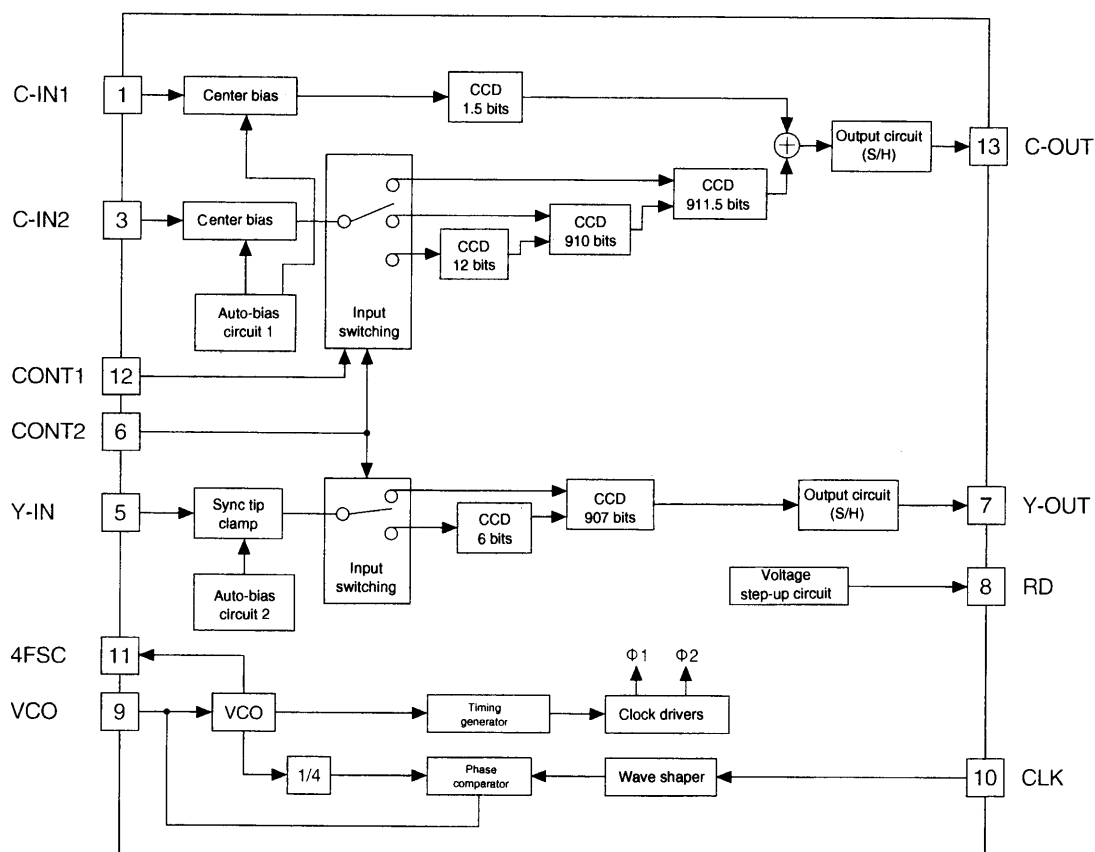 C-IN1
1
Center bias
CCD
1.5 bits
Output circuit
(S/H)
13
C-OUT
C-IN2
3
Center bias
CCD
911.5 bits
CCD
910 bits
CCD
12 bits
Auto-bias
circuit 1
Input
switching
CONT1
12
CONT2
6
Y-IN
5
Sync tip
clamp
CCD
6 bits
CCD
907 bits
Output circuit
(S/H)
7
Y-OUT
Input
switching
Auto-bias
circuit 2
Voltage
step-up circuit
8
RD
4FSC
11
Φ1
Φ2
VCO
9
VCO
Timing
generator
Clock drivers
1/4
Phase
comparator
Wave shaper
10
CLK